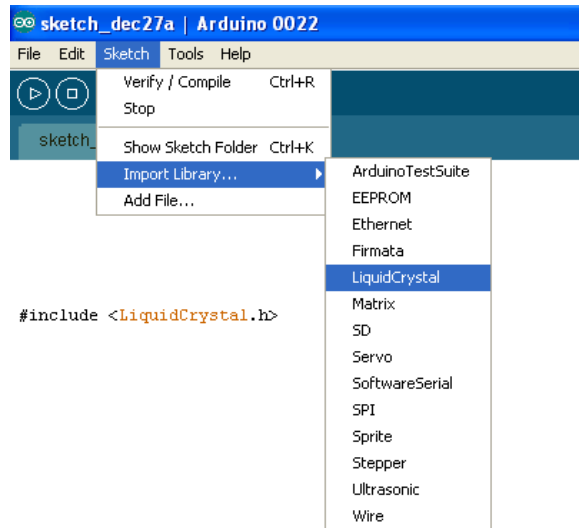 sketch_dec27a | Arduino 0022
File Edit Sketch Tools Help
Verify / Compile Ctrl+R
Stop
sketch_
Show Sketch Folder Ctrl+K
Import Library...
Add File...
ArduinoTestSuite
EEPROM
Ethernet
Firmata
LiquidCrystal
Matrix
SD
Servo
SoftwareSerial
SPI
Sprite
Stepper
Ultrasonic
Wire
#include <LiquidCrystal.h>